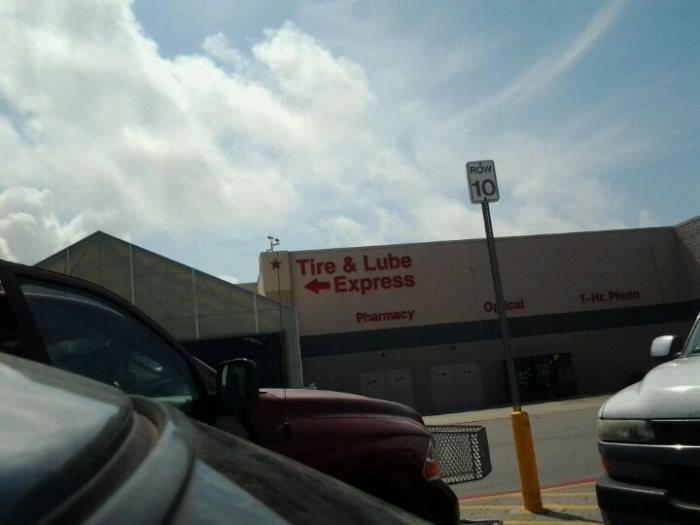 ROW
10
Tire & Lube
Express
Pharmacy
Optical
1-Hr. Photo